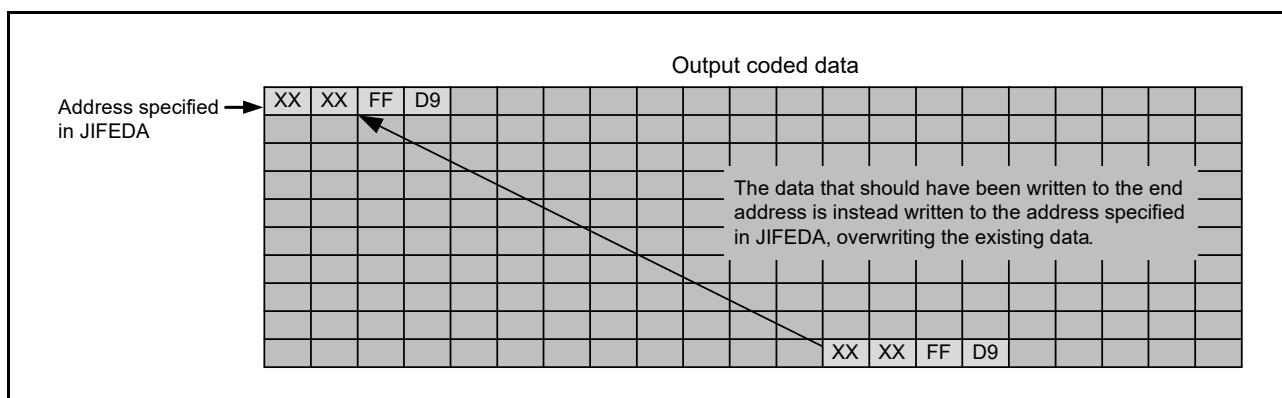 Output coded data
Address specified
in JIFEDA
XX XX FF D9
The data that should have been written to the end
address is instead written to the address specified
in JIFEDA, overwriting the existing data.
XX XX FF D9